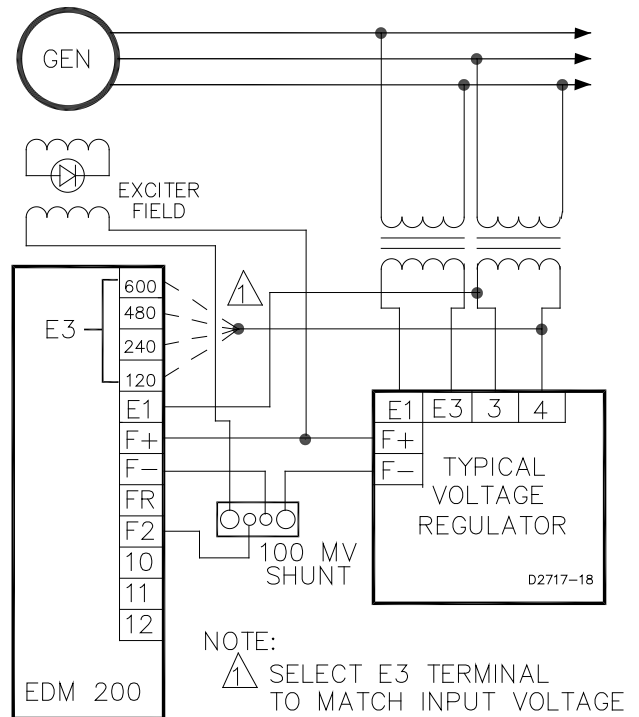 GEN
EXCITER
FIELD
1
600
480
240
120
E3
E1
F+
F-
FR
F2
10
11
12
EDM 200
E1 E3 3 4
F+
F-
TYPICAL
VOLTAGE
REGULATOR
D2717-18
100 MV
SHUNT
NOTE:
1 SELECT E3 TERMINAL
TO MATCH INPUT VOLTAGE